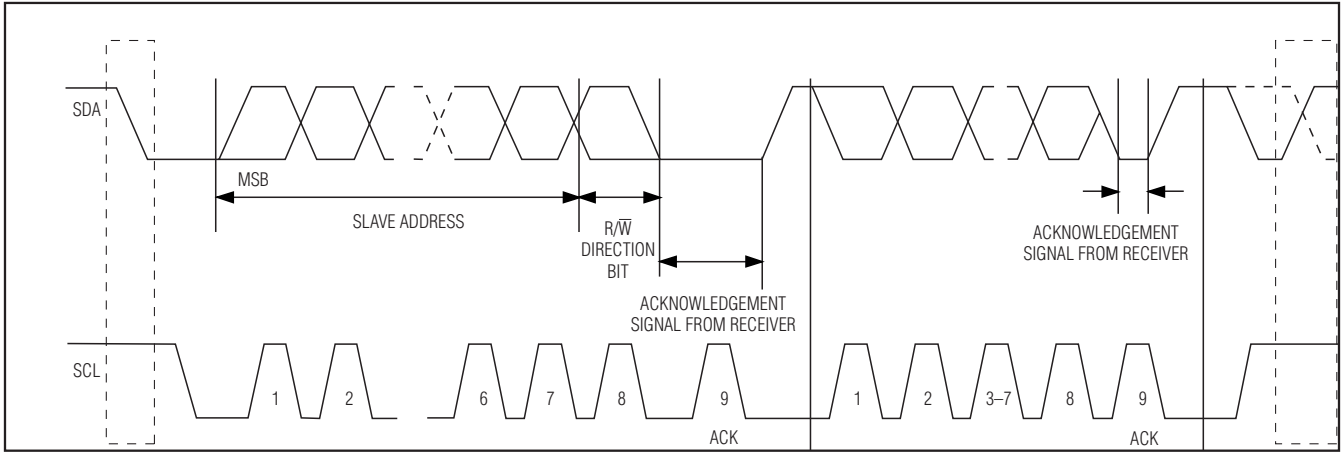 SDA
MSB
SLAVE ADDRESS
R/W̅
DIRECTION
BIT
ACKNOWLEDGEMENT
SIGNAL FROM RECEIVER
ACKNOWLEDGEMENT
SIGNAL FROM RECEIVER
SCL
1 2 6 7 8 9 1 2 3–7 8 9
ACK ACK